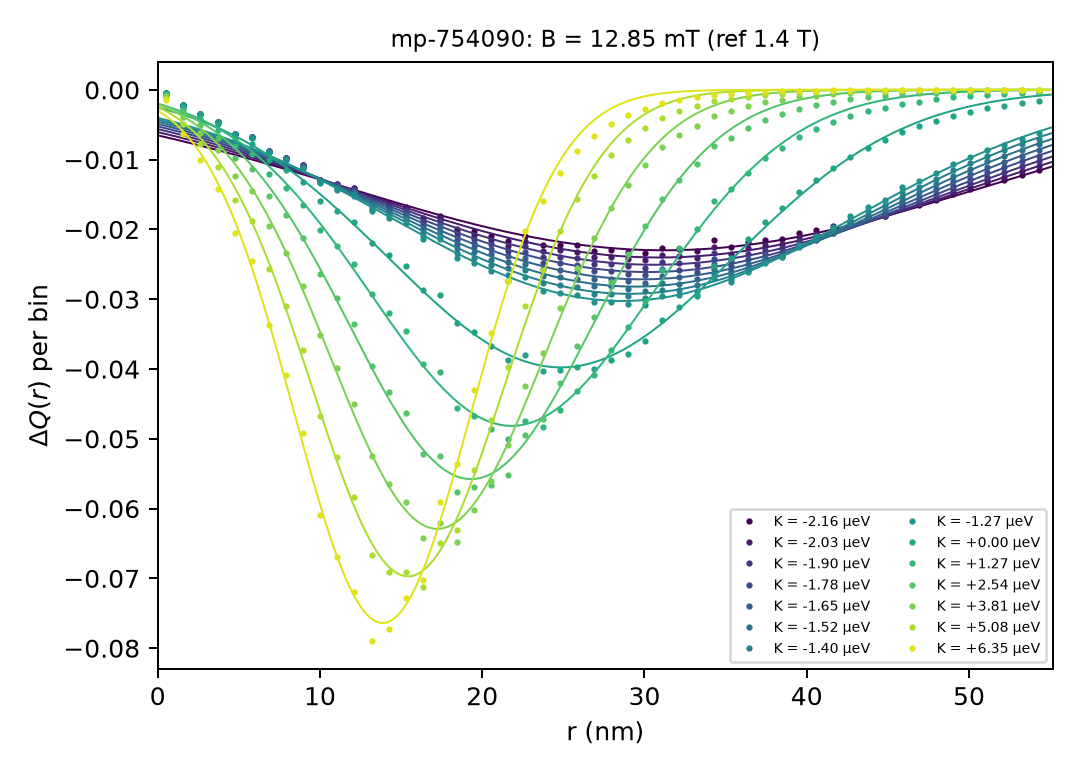 mp-754090: B = 12.85 mT (ref 1.4 T)
0.00
−0.01
−0.02
−0.03
−0.04
−0.05
−0.06
−0.07
−0.08
ΔQ(r) per bin
K = -2.16 µeV
K = -2.03 µeV
K = -1.90 µeV
K = -1.78 µeV
K = -1.65 µeV
K = -1.52 µeV
K = -1.40 µeV
K = -1.27 µeV
K = +0.00 µeV
K = +1.27 µeV
K = +2.54 µeV
K = +3.81 µeV
K = +5.08 µeV
K = +6.35 µeV
0 10 20 30 40 50
r (nm)